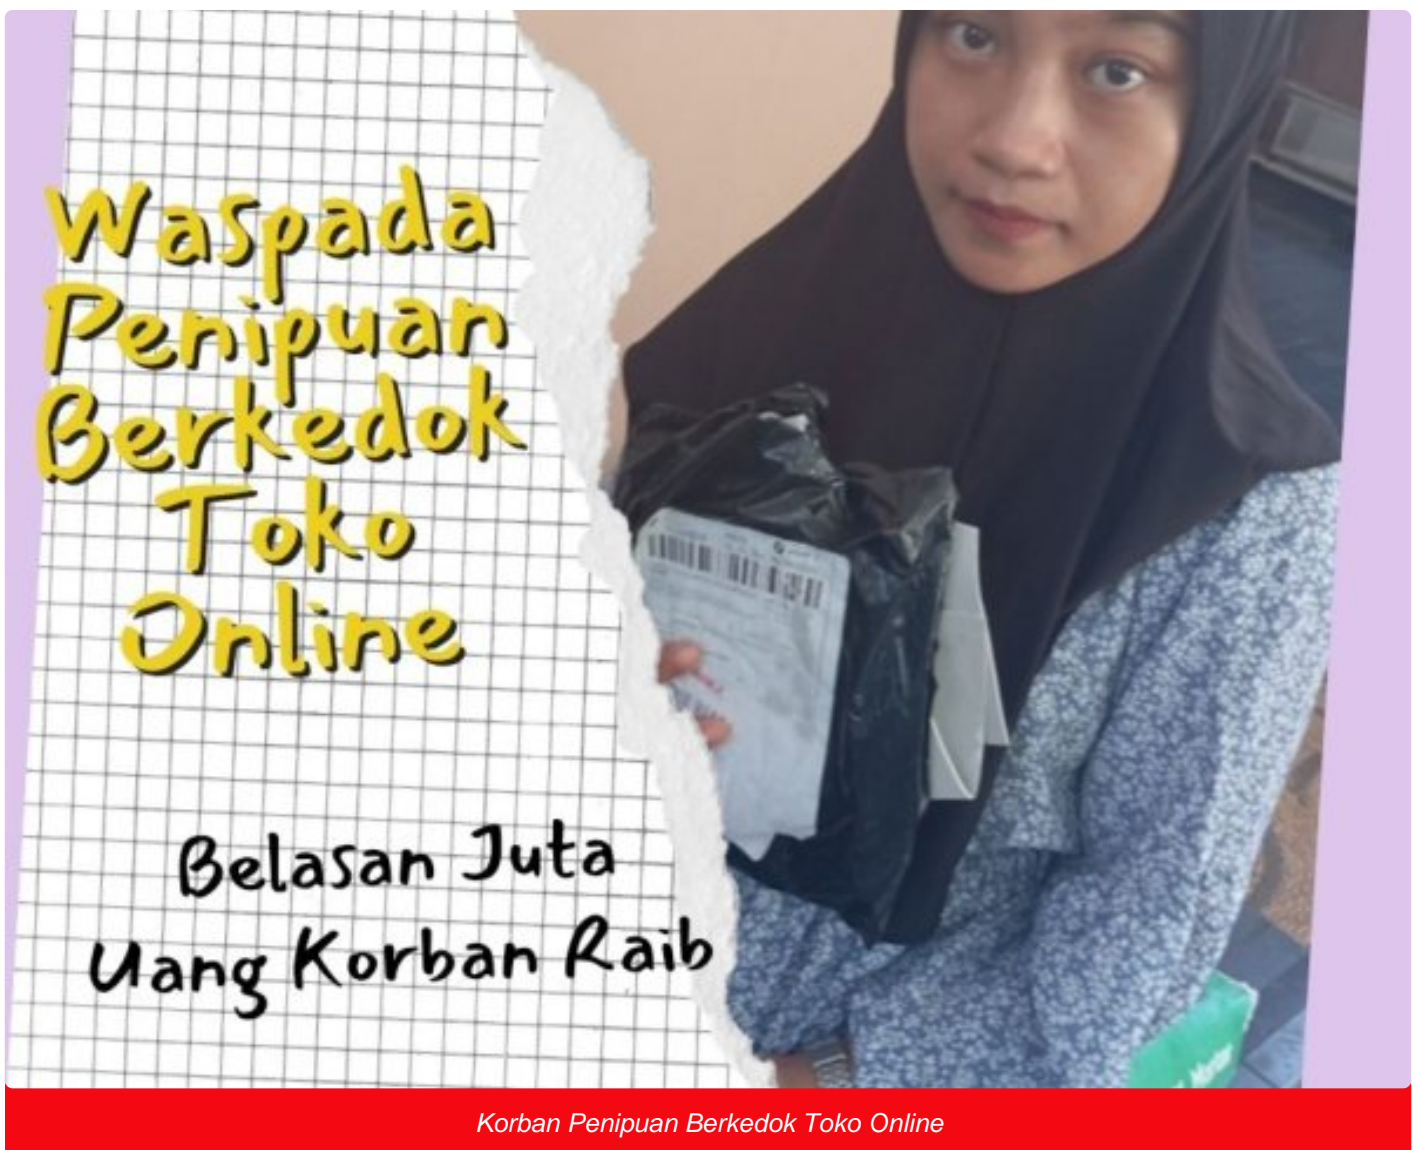 Waspada
Penipuan
Berkedok
Toko
Online
Belasan Juta
Uang Korban Raib
Korban Penipuan Berkedok Toko Online